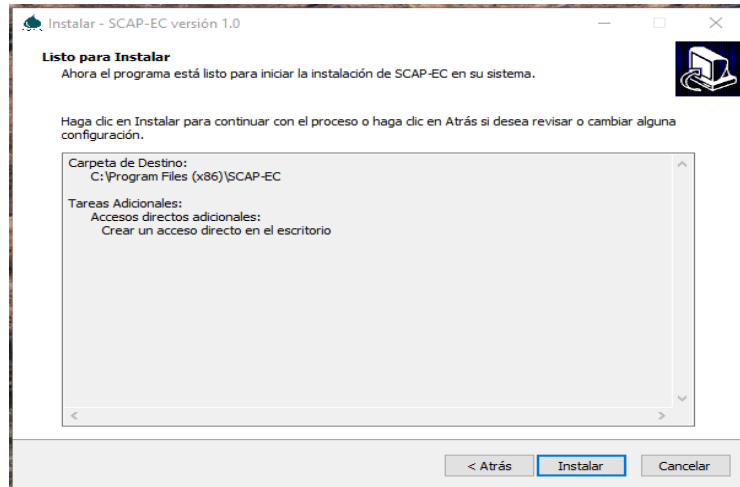 Instalar - SCAP-EC versión 1.0
Listo para Instalar
Ahora el programa está listo para iniciar la instalación de SCAP-EC en su sistema.
Haga clic en Instalar para continuar con el proceso o haga clic en Atrás si desea revisar o cambiar alguna
configuración.
Carpeta de Destino:
C:\Program Files (x86)\SCAP-EC
Tareas Adicionales:
Accesos directos adicionales:
Crear un acceso directo en el escritorio
< Atrás
Instalar
Cancelar